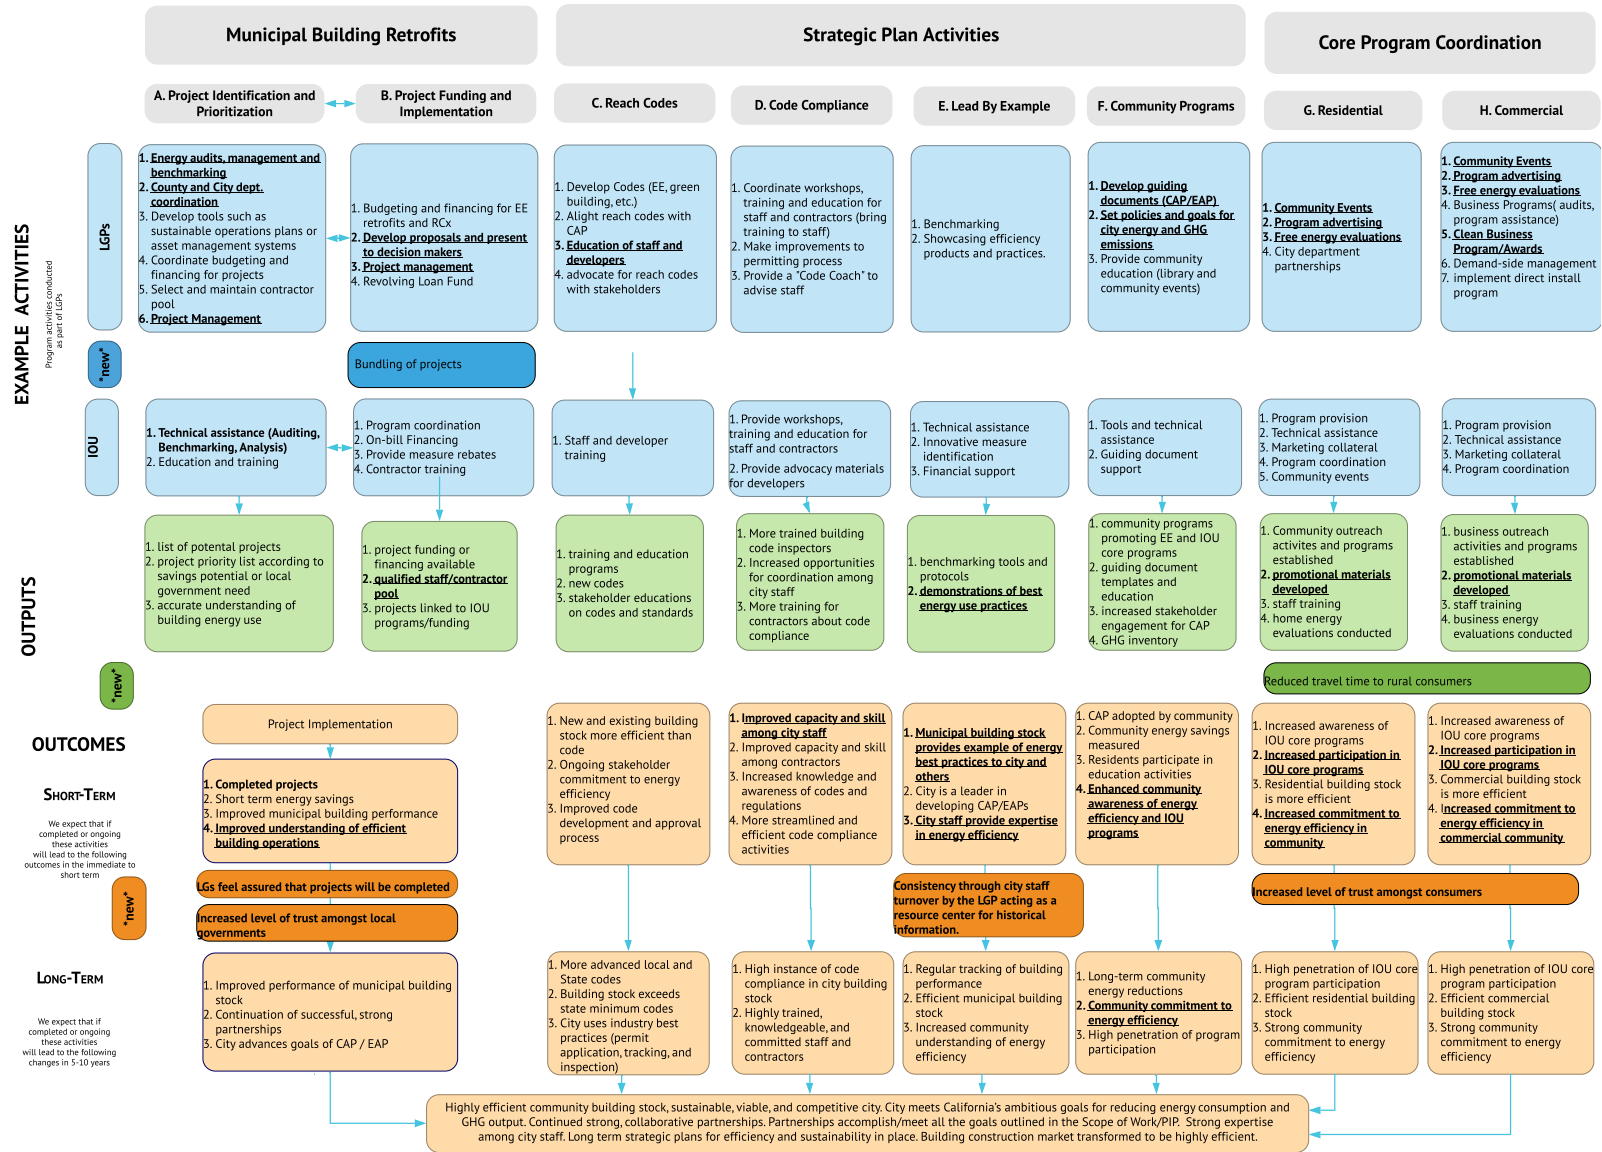 Municipal Building Retrofits
Strategic Plan Activities
Core Program Coordination
A. Project Identification and
Prioritization
B. Project Funding and
Implementation
C. Reach Codes
D. Code Compliance
E. Lead By Example
F. Community Programs
G. Residential
H. Commercial
EXAMPLE ACTIVITIES
Program activities conducted
as part of LGPs
LGPs
1. Energy audits, management and
benchmarking
2. County and City dept.
coordination
3. Develop tools such as
sustainable operations plans or
asset management systems
4. Coordinate budgeting and
financing for projects
5. Select and maintain contractor
pool
6. Project Management
1. Budgeting and financing for EE
retrofits and RCx
2. Develop proposals and present
to decision makers
3. Project management
4. Revolving Loan Fund
1. Develop Codes (EE, green
building, etc.)
2. Alight reach codes with
CAP
3. Education of staff and
developers
4. advocate for reach codes
with stakeholders
1. Coordinate workshops,
training and education for
staff and contractors (bring
training to staff)
2. Make improvements to
permitting process
3. Provide a "Code Coach" to
advise staff
1. Benchmarking
2. Showcasing efficiency
products and practices.
1. Develop guiding
documents (CAP/EAP)
2. Set policies and goals for
city energy and GHG
emissions
3. Provide community
education (library and
community events)
1. Community Events
2. Program advertising
3. Free energy evaluations
4. City department
partnerships
1. Community Events
2. Program advertising
3. Free energy evaluations
4. Business Programs( audits,
program assistance)
5. Clean Business
Program/Awards
6. Demand-side management
7. implement direct install
program
*new*
Bundling of projects
IOU
1. Technical assistance (Auditing,
Benchmarking, Analysis)
2. Education and training
1. Program coordination
2. On-bill Financing
3. Provide measure rebates
4. Contractor training
1. Staff and developer
training
1. Provide workshops,
training and education for
staff and contractors
2. Provide advocacy materials
for developers
1. Technical assistance
2. Innovative measure
identification
3. Financial support
1. Tools and technical
assistance
2. Guiding document
support
1. Program provision
2. Technical assistance
3. Marketing collateral
4. Program coordination
5. Community events
1. Program provision
2. Technical assistance
3. Marketing collateral
4. Program coordination
OUTPUTS
1. list of potental projects
2. project priority list according to
savings potential or local
government need
3. accurate understanding of
building energy use
1. project funding or
financing available
2. qualified staff/contractor
pool
3. projects linked to IOU
programs/funding
1. training and education
programs
2. new codes
3. stakeholder educations
on codes and standards
1. More trained building
code inspectors
2. Increased opportunities
for coordination among
city staff
3. More training for
contractors about code
compliance
1. benchmarking tools and
protocols
2. demonstrations of best
energy use practices
1. community programs
promoting EE and IOU
core programs
2. guiding document
templates and
education
3. increased stakeholder
engagement for CAP
4. GHG inventory
1. Community outreach
activites and programs
established
2. promotional materials
developed
3. staff training
4. home energy
evaluations conducted
1. business outreach
activities and programs
established
2. promotional materials
developed
3. staff training
4. business energy
evaluations conducted
*new*
Reduced travel time to rural consumers
OUTCOMES
SHORT-TERM
We expect that if
completed or ongoing
these activities
will lead to the following
outcomes in the immediate to
short term
Project Implementation
1. Completed projects
2. Short term energy savings
3. Improved municipal building performance
4. Improved understanding of efficient
building operations
1. New and existing building
stock more efficient than
code
2. Ongoing stakeholder
commitment to energy
efficiency
3. Improved code
development and approval
process
1. Improved capacity and skill
among city staff
2. Improved capacity and skill
among contractors
3. Increased knowledge and
awareness of codes and
regulations
4. More streamlined and
efficient code compliance
activities
1. Municipal building stock
provides example of energy
best practices to city and
others
2. City is a leader in
developing CAP/EAPs
3. City staff provide expertise
in energy efficiency
1. CAP adopted by community
2. Community energy savings
measured
3. Residents participate in
education activities
4. Enhanced community
awareness of energy
efficiency and IOU
programs
1. Increased awareness of
IOU core programs
2. Increased participation in
IOU core programs
3. Residential building stock
is more efficient
4. Increased commitment to
energy efficiency in
community
1. Increased awareness of
IOU core programs
2. Increased participation in
IOU core programs
3. Commercial building stock
is more efficient
4. Increased commitment to
energy efficiency in
commercial community
*new*
LGs feel assured that projects will be completed
Increased level of trust amongst local
governments
Consistency through city staff
turnover by the LGP acting as a
resource center for historical
information.
Increased level of trust amongst consumers
LONG-TERM
We expect that if
completed or ongoing
these activities
will lead to the following
changes in 5-10 years
1. Improved performance of municipal building
stock
2. Continuation of successful, strong
partnerships
3. City advances goals of CAP / EAP
1. More advanced local and
State codes
2. Building stock exceeds
state minimum codes
3. City uses industry best
practices (permit
application, tracking, and
inspection)
1. High instance of code
compliance in city building
stock
2. Highly trained,
knowledgeable, and
committed staff and
contractors
1. Regular tracking of building
performance
2. Efficient municipal building
stock
3. Increased community
understanding of energy
efficiency
1. Long-term community
energy reductions
2. Community commitment to
energy efficiency
3. High penetration of program
participation
1. High penetration of IOU core
program participation
2. Efficient residential building
stock
3. Strong community
commitment to energy
efficiency
1. High penetration of IOU core
program participation
2. Efficient commercial
building stock
3. Strong community
commitment to energy
efficiency
Highly efficient community building stock, sustainable, viable, and competitive city. City meets California's ambitious goals for reducing energy consumption and
GHG output. Continued strong, collaborative partnerships. Partnerships accomplish/meet all the goals outlined in the Scope of Work/PIP. Strong expertise
among city staff. Long term strategic plans for efficiency and sustainability in place. Building construction market transformed to be highly efficient.